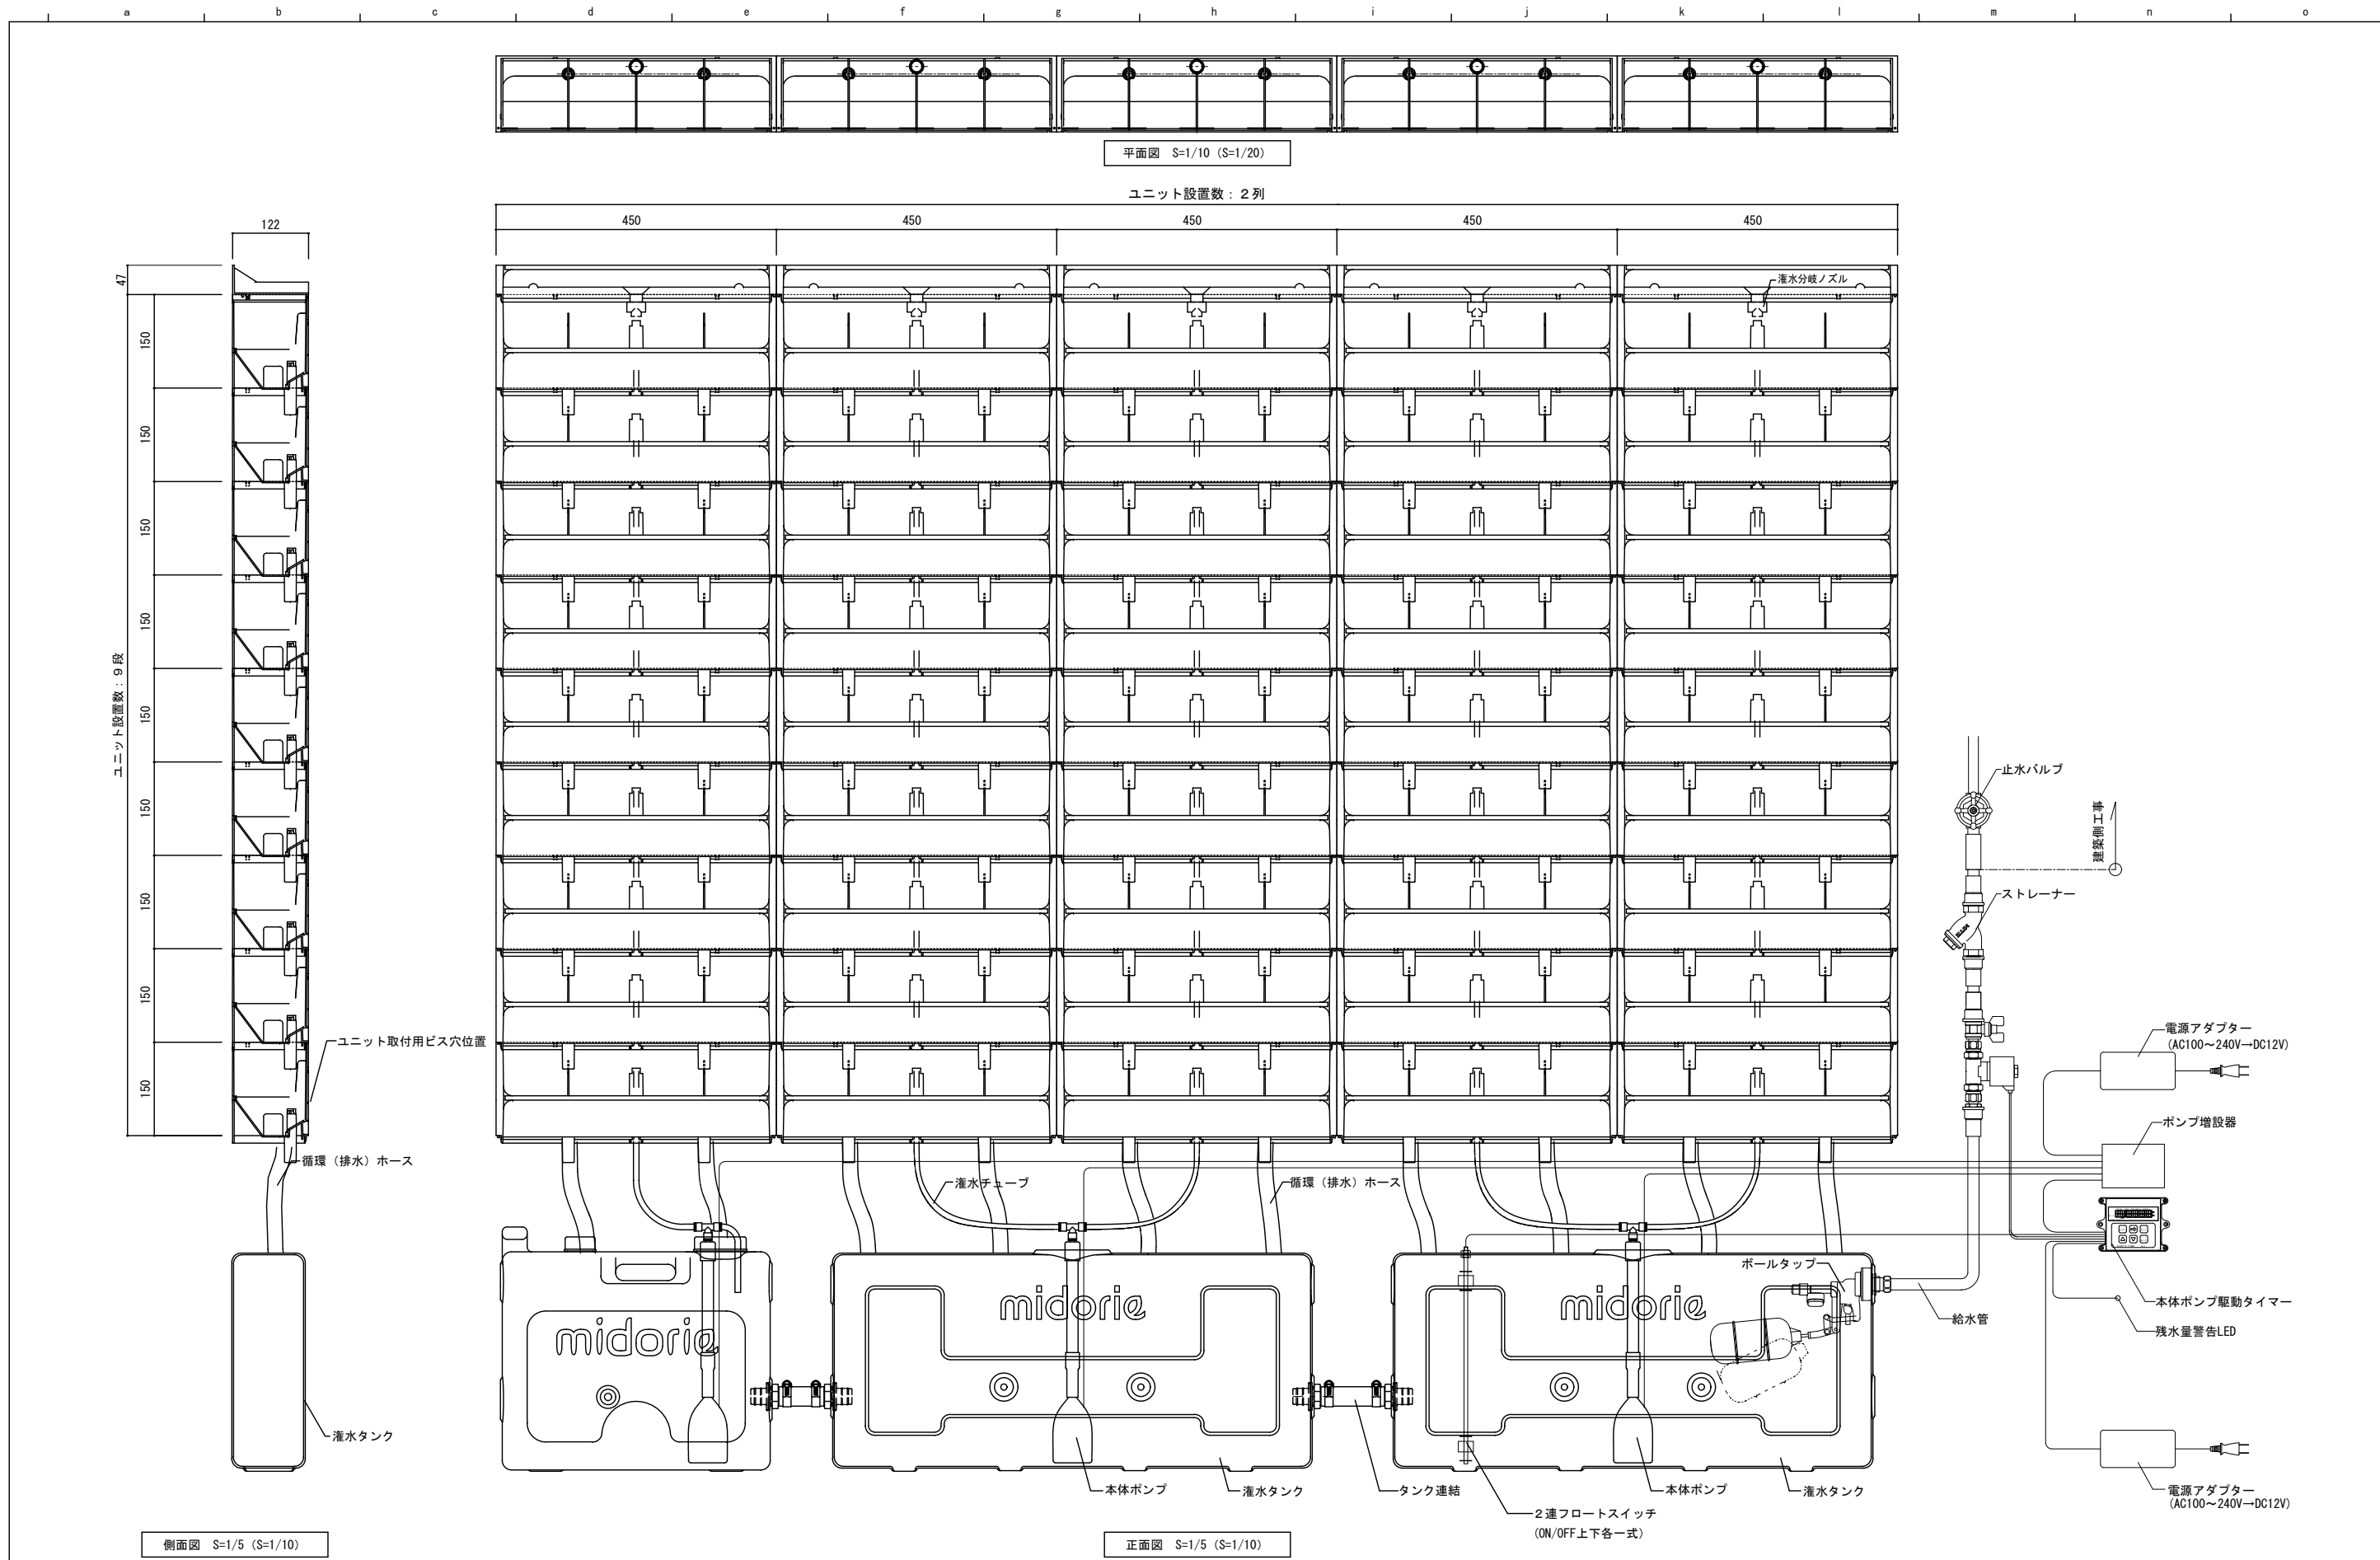 a b c d e f g h i j k l m n o
平面図 S=1/10 (S=1/20)
ユニット設置数：２列
122
450 450 450 450 450
47
灌水分岐ノズル
150
150
150
150
150
150
150
150
150
ユニット設置数：９段
止水バルブ
建築側工事
ストレーナー
ユニット取付用ビス穴位置
電源アダプター
(AC100～240V→DC12V)
ポンプ増設器
循環（排水）ホース
灌水チューブ
循環（排水）ホース
ボールタップ
midorie
midorie
midorie
給水管
本体ポンプ駆動タイマー
残水量警告LED
灌水タンク
本体ポンプ
灌水タンク
タンク連結
本体ポンプ
灌水タンク
２連フロートスイッチ
(ON/OFF上下各一式)
電源アダプター
(AC100～240V→DC12V)
側面図 S=1/5 (S=1/10)
正面図 S=1/5 (S=1/10)